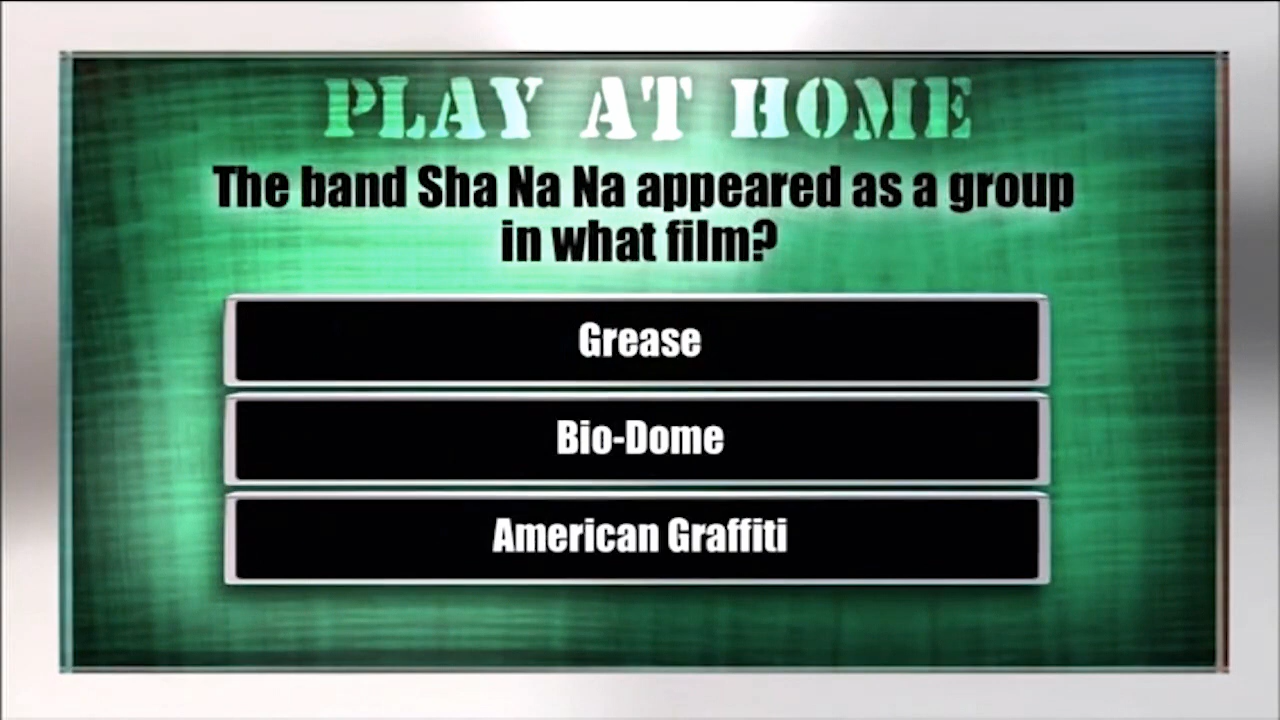 PLAY AT HOME
The band Sha Na Na appeared as a group
in what film?
Grease
Bio-Dome
American Graffiti